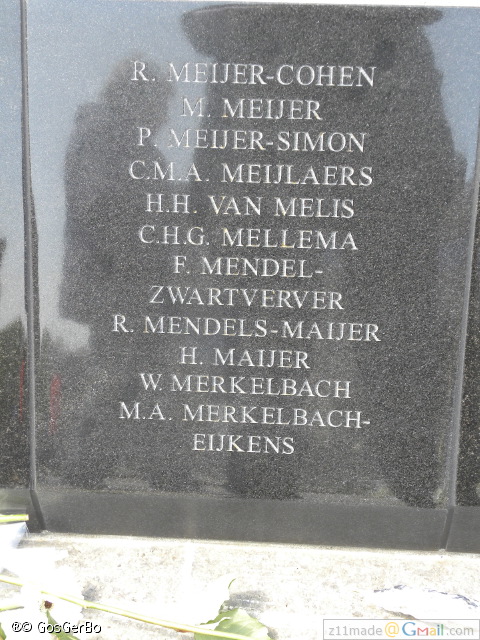 R. MEIJER-COHEN
M. MEIJER
P. MEIJER-SIMON
C.M.A. MEIJLAERS
H.H. VAN MELIS
C.H.G. MELLEMA
F. MENDEL-
ZWARTVERVER
R. MENDELS-MAIJER
H. MAIJER
W. MERKELBACH
M.A. MERKELBACH-
EIJKENS
®© GosGerBo
z11made@Gmail.com